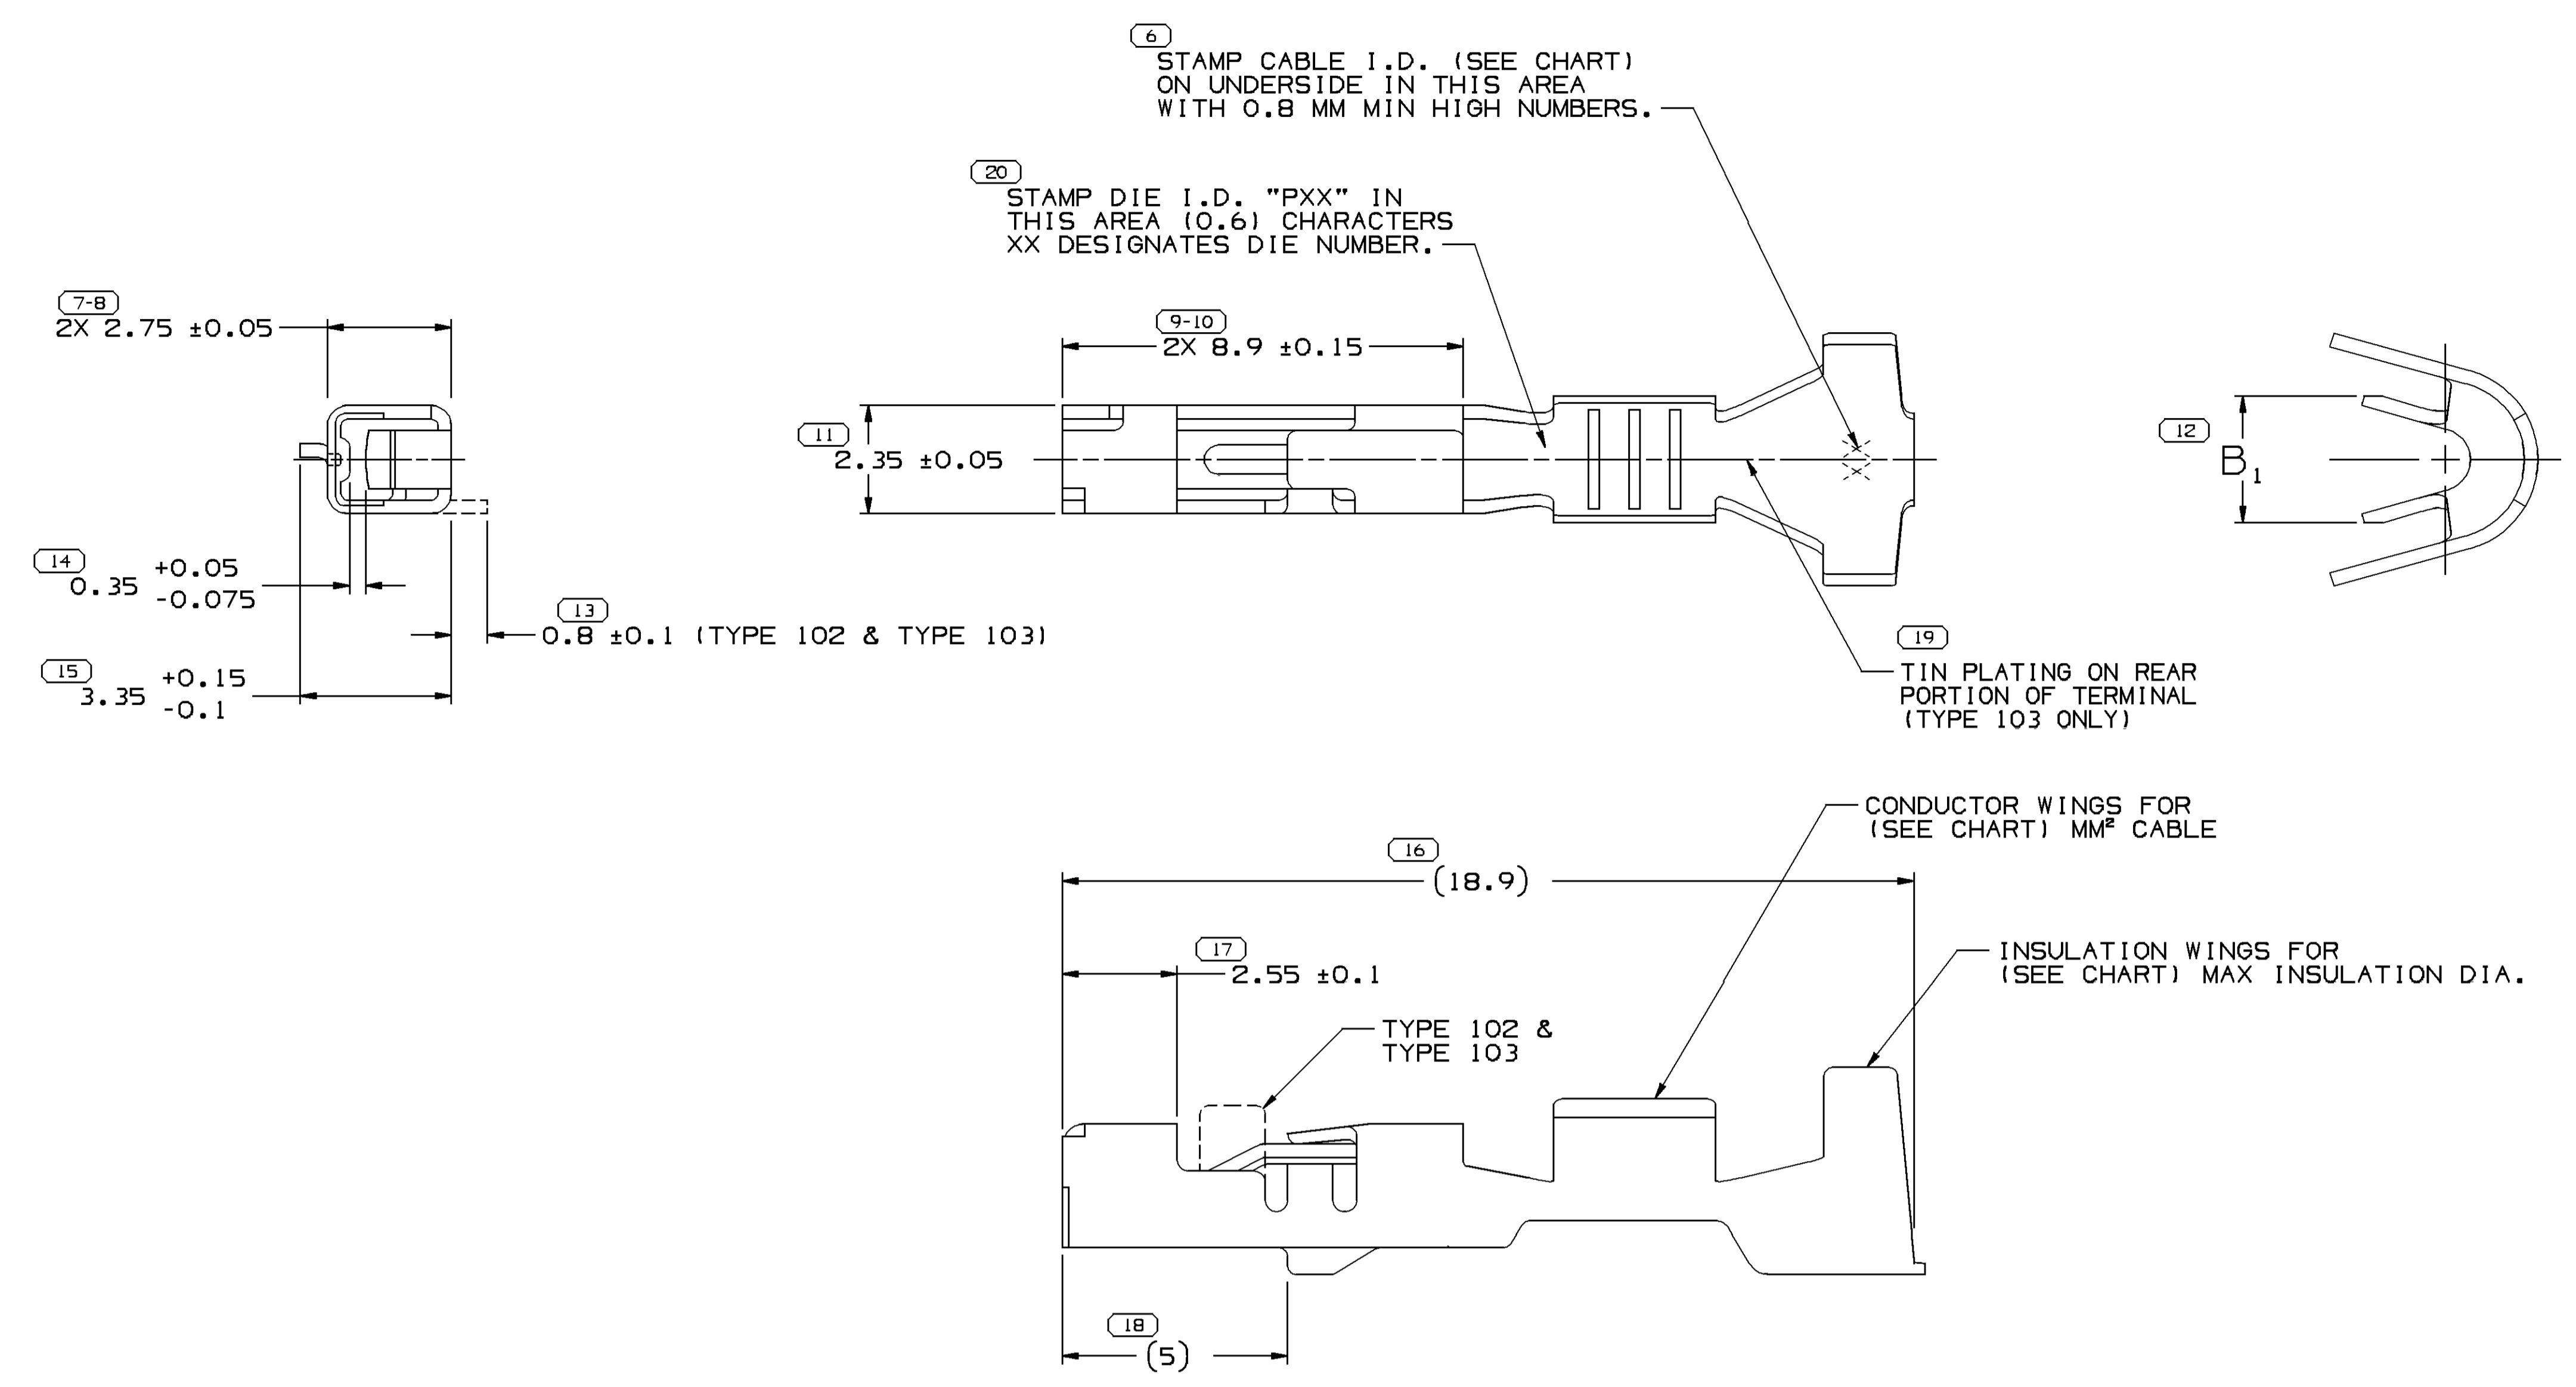 6
STAMP CABLE I.D. (SEE CHART)
ON UNDERSIDE IN THIS AREA
WITH 0.8 MM MIN HIGH NUMBERS.
20
STAMP DIE I.D. "PXX" IN
THIS AREA (0.6) CHARACTERS
XX DESIGNATES DIE NUMBER.
7-8
2X 2.75 ±0.05
9-10
2X 8.9 ±0.15
11
2.35 ±0.05
12
B1
14
0.35 +0.05
-0.075
13
0.8 ±0.1 (TYPE 102 & TYPE 103)
15
3.35 +0.15
-0.1
19
TIN PLATING ON REAR
PORTION OF TERMINAL
(TYPE 103 ONLY)
CONDUCTOR WINGS FOR
(SEE CHART) MM² CABLE
16
(18.9)
17
2.55 ±0.1
INSULATION WINGS FOR
(SEE CHART) MAX INSULATION DIA.
TYPE 102 &
TYPE 103
18
(5)